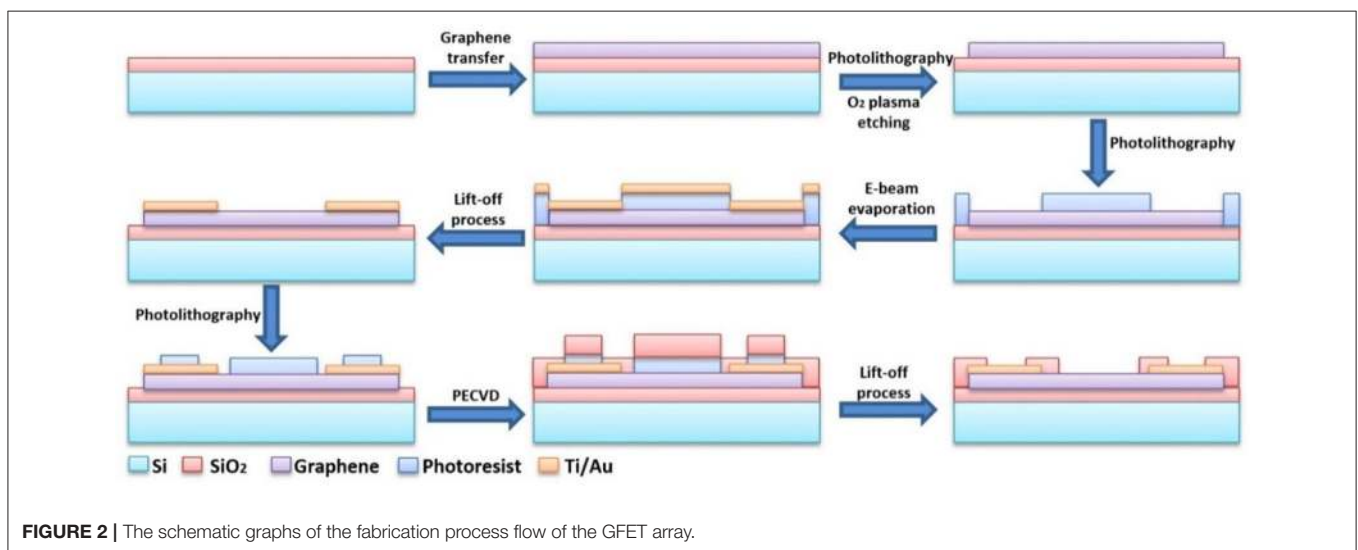 Graphene
transfer
Photolithography
O₂ plasma
etching
Photolithography
E-beam
evaporation
Lift-off
process
Photolithography
PECVD
Lift-off
process
Si SiO₂ Graphene Photoresist Ti/Au
FIGURE 2 | The schematic graphs of the fabrication process flow of the GFET array.